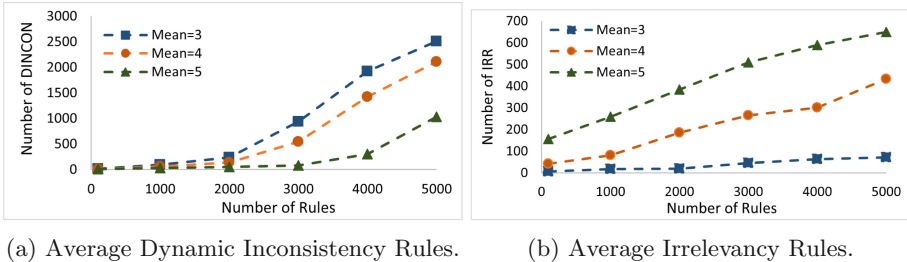 3000
2500
2000
1500
1000
500
0
Number of DINCON
Mean=3
Mean=4
Mean=5
0 1000 2000 3000 4000 5000
Number of Rules
(a) Average Dynamic Inconsistency Rules.
700
600
500
400
300
200
100
0
Number of IRR
Mean=3
Mean=4
Mean=5
0 1000 2000 3000 4000 5000
Number of Rules
(b) Average Irrelevancy Rules.